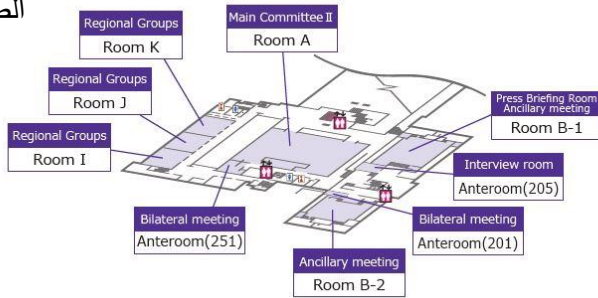 Regional Groups
Room K
Main Committee Ⅱ
Room A
Regional Groups
Room J
Press Briefing Room
Ancillary meeting
Room B-1
Regional Groups
Room I
Interview room
Anteroom(205)
Bilateral meeting
Anteroom(251)
Bilateral meeting
Anteroom(201)
Ancillary meeting
Room B-2